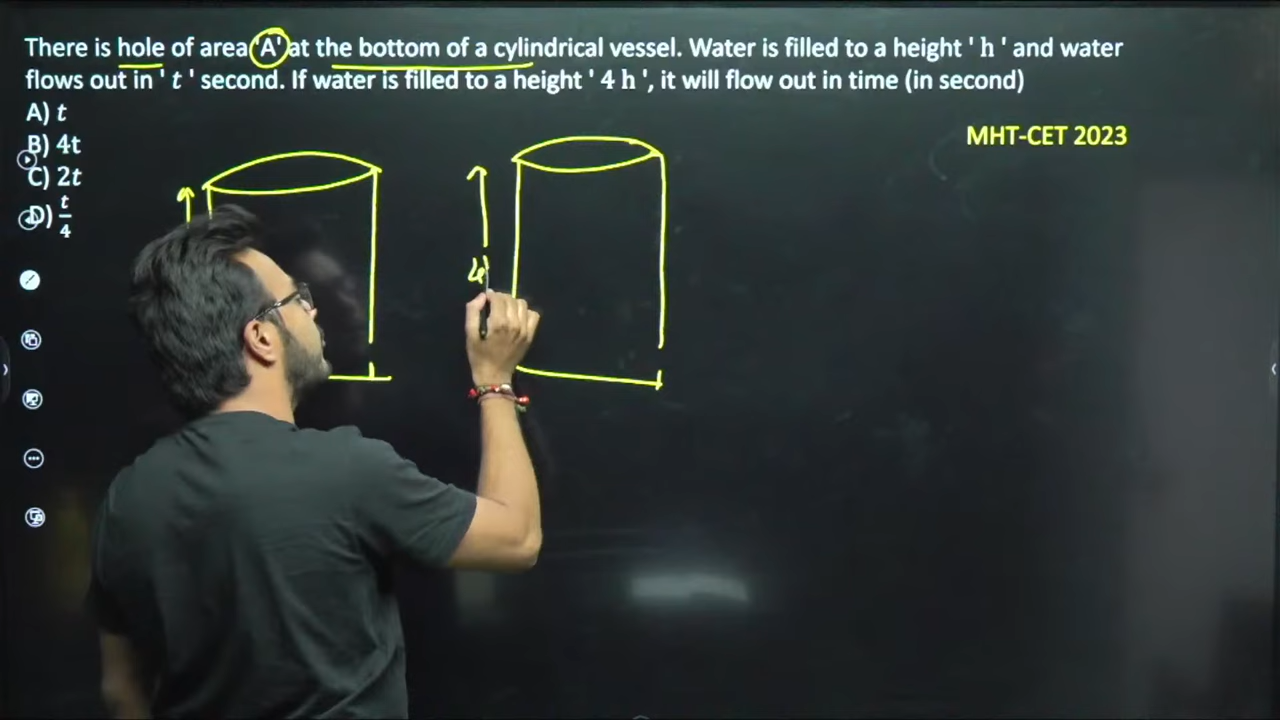 There is hole of area 'A' at the bottom of a cylindrical vessel. Water is filled to a height ' h ' and water
flows out in ' t ' second. If water is filled to a height ' 4 h ', it will flow out in time (in second)
A) t
B) 4t
C) 2t
D) t/4
MHT-CET 2023